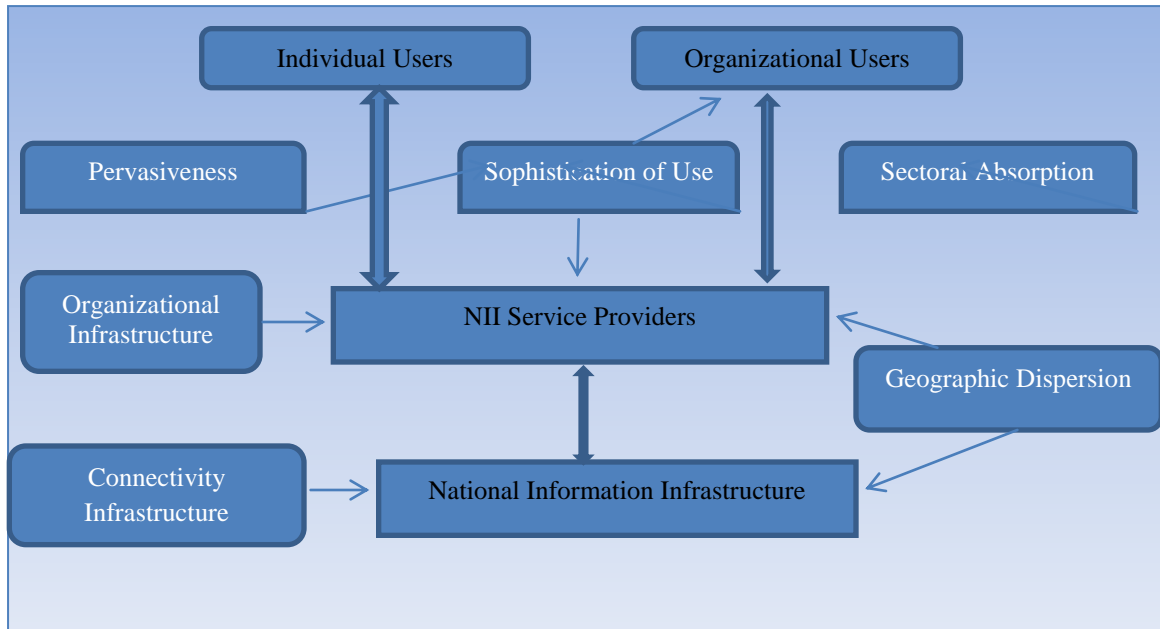 Individual Users
Organizational Users
Pervasiveness
Sophistication of Use
Sectoral Absorption
Organizational
Infrastructure
NII Service Providers
Geographic Dispersion
Connectivity
Infrastructure
National Information Infrastructure